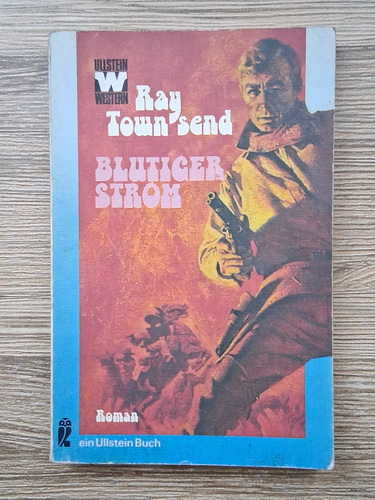 ULLSTEIN
W
WESTERN
Ray
Townsend
BLUTIGER
STROM
Roman
ein Ullstein Buch